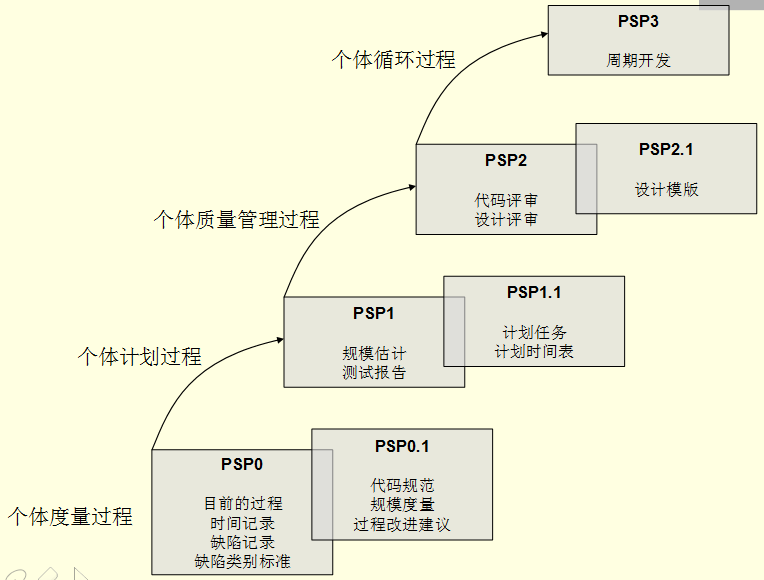 PSP3
周期开发
个体循环过程
PSP2
代码评审
设计评审
PSP2.1
设计模版
个体质量管理过程
PSP1
规模估计
测试报告
PSP1.1
计划任务
计划时间表
个体计划过程
PSP0
目前的过程
时间记录
缺陷记录
缺陷类别标准
PSP0.1
代码规范
规模度量
过程改进建议
个体度量过程